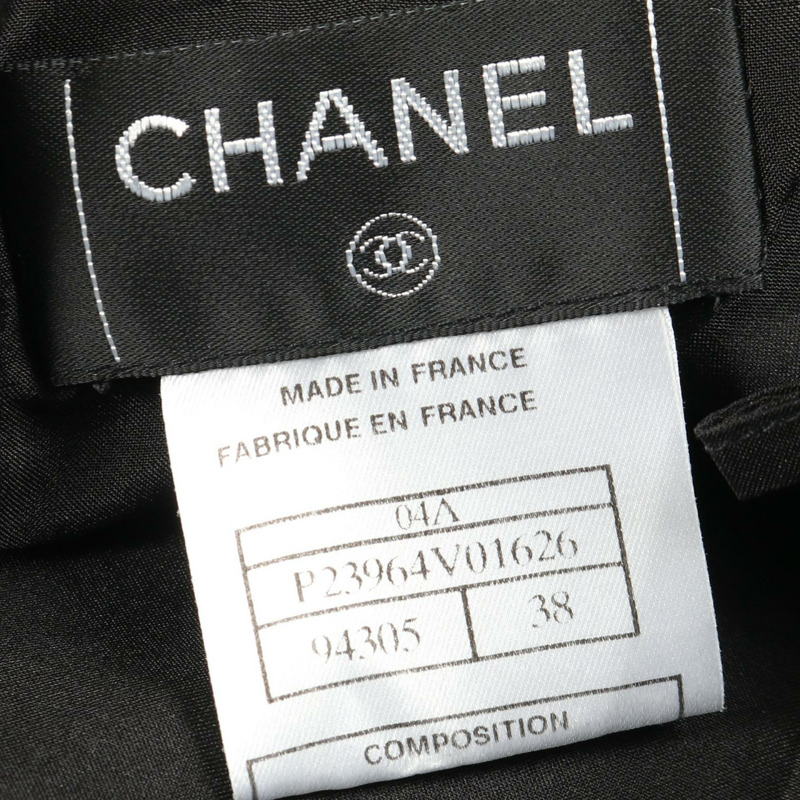 CHANEL
MADE IN FRANCE
FABRIQUE EN FRANCE
04A
P23964V01626
94305 38
COMPOSITION